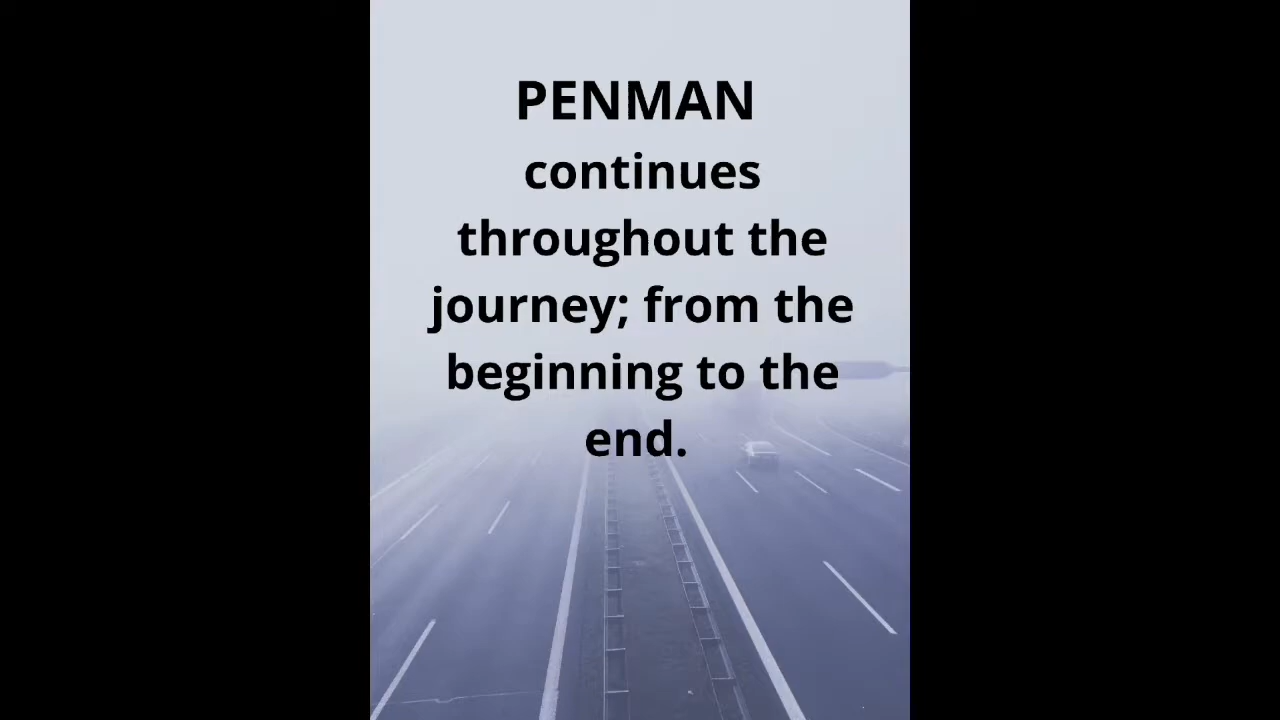 PENMAN
continues
throughout the
journey; from the
beginning to the
end.